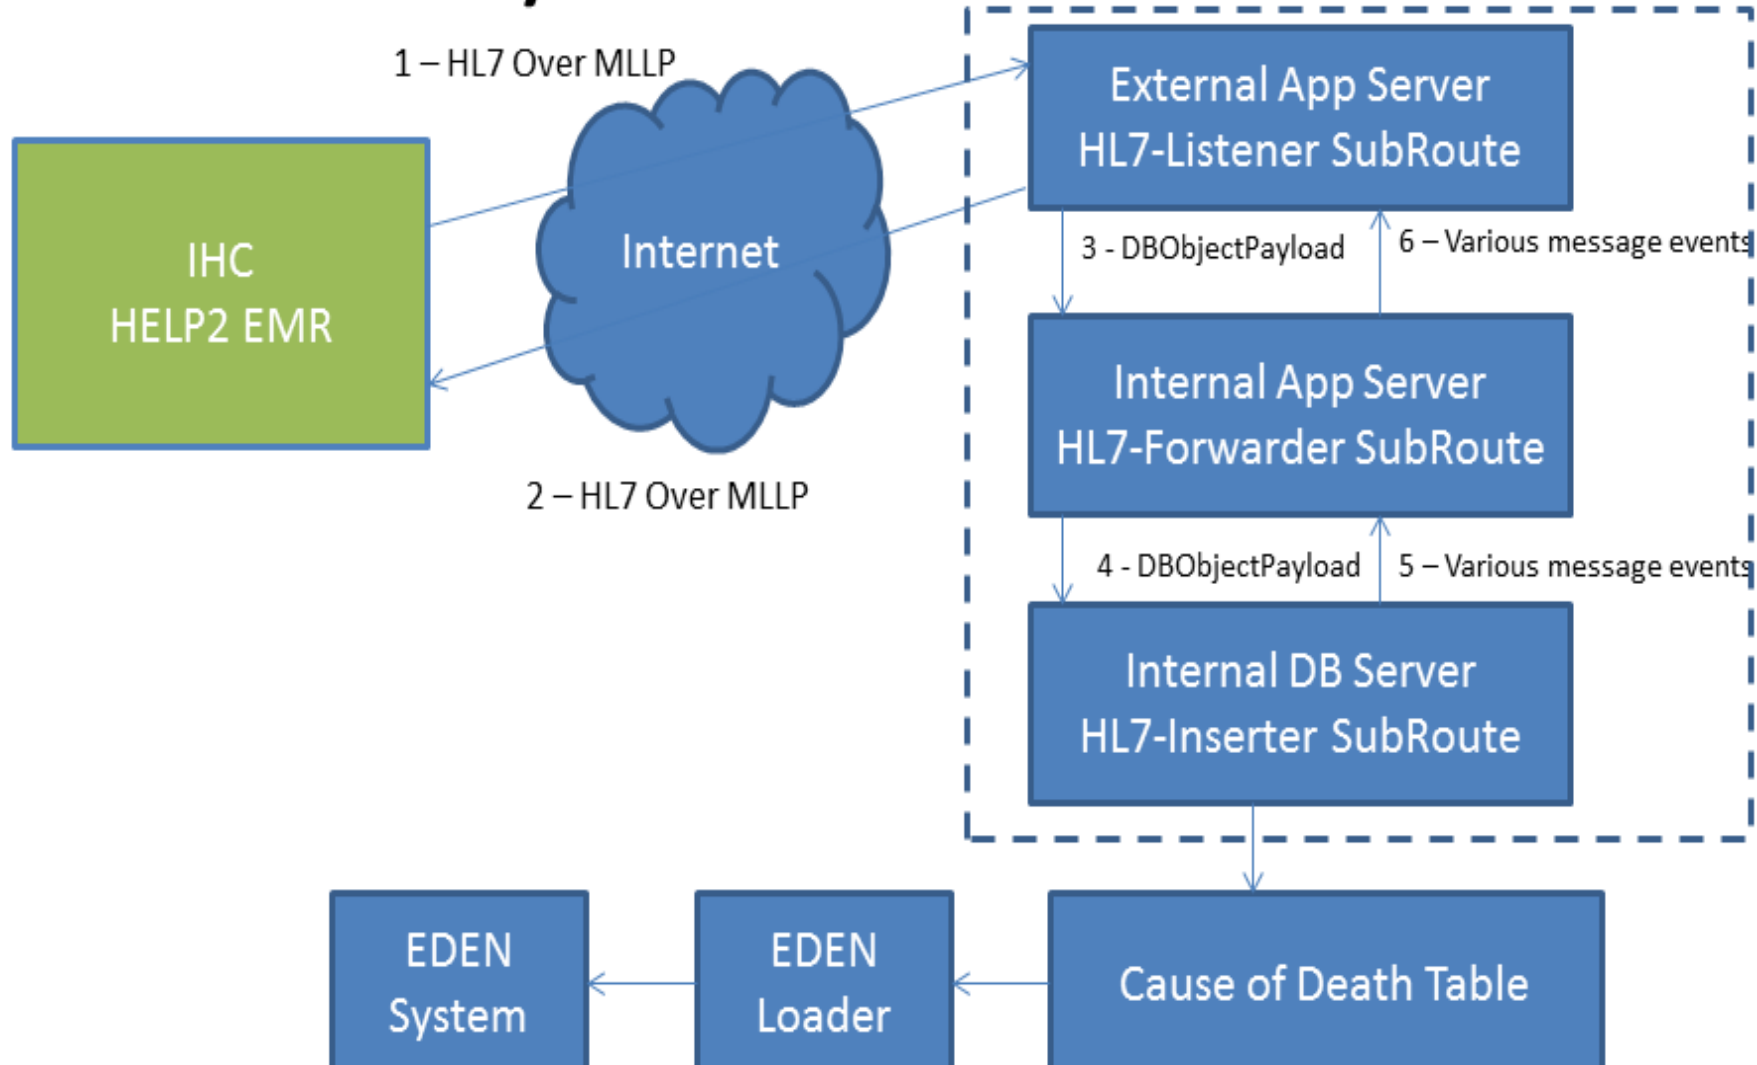 1 – HL7 Over MLLP
External App Server
HL7-Listener SubRoute
IHC
HELP2 EMR
Internet
3 - DBObjectPayload
6 – Various message events
Internal App Server
HL7-Forwarder SubRoute
2 – HL7 Over MLLP
4 - DBObjectPayload
5 – Various message events
Internal DB Server
HL7-Inserter SubRoute
EDEN
System
EDEN
Loader
Cause of Death Table